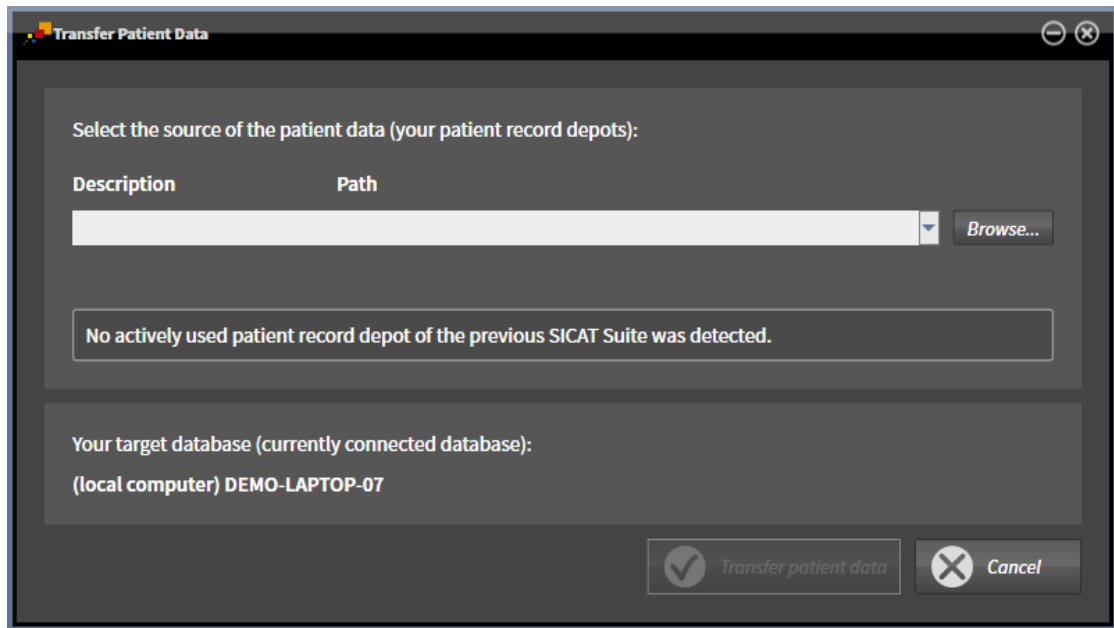 Transfer Patient Data
Select the source of the patient data (your patient record depots):
Description Path
Browse...
No actively used patient record depot of the previous SICAT Suite was detected.
Your target database (currently connected database):
(local computer) DEMO-LAPTOP-07
Transfer patient data Cancel